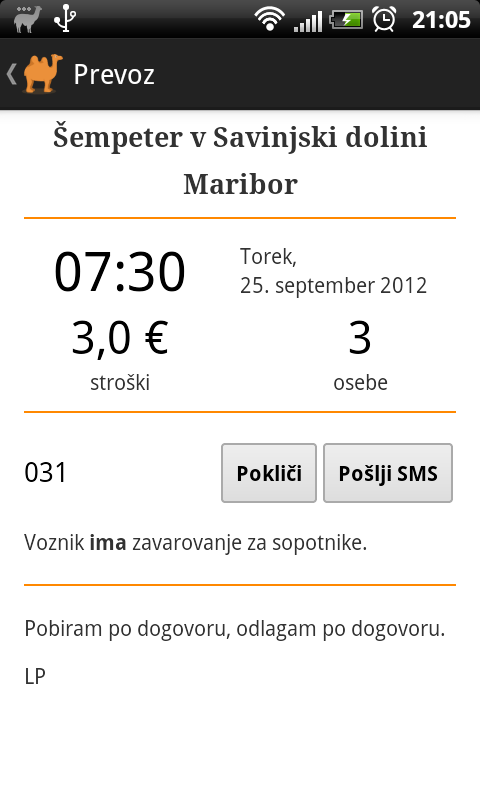 21:05
Prevoz
Šempeter v Savinjski dolini
Maribor
07:30
Torek,
25. september 2012
3,0 €
3
stroški
osebe
031
Pokliči
Pošlji SMS
Voznik ima zavarovanje za sopotnike.
Pobiram po dogovoru, odlagam po dogovoru.
LP